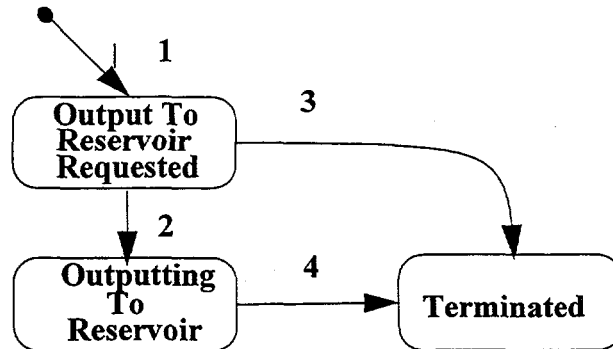 1
Output To
Reservoir
Requested
3
2
Outputting
To
Reservoir
4
Terminated